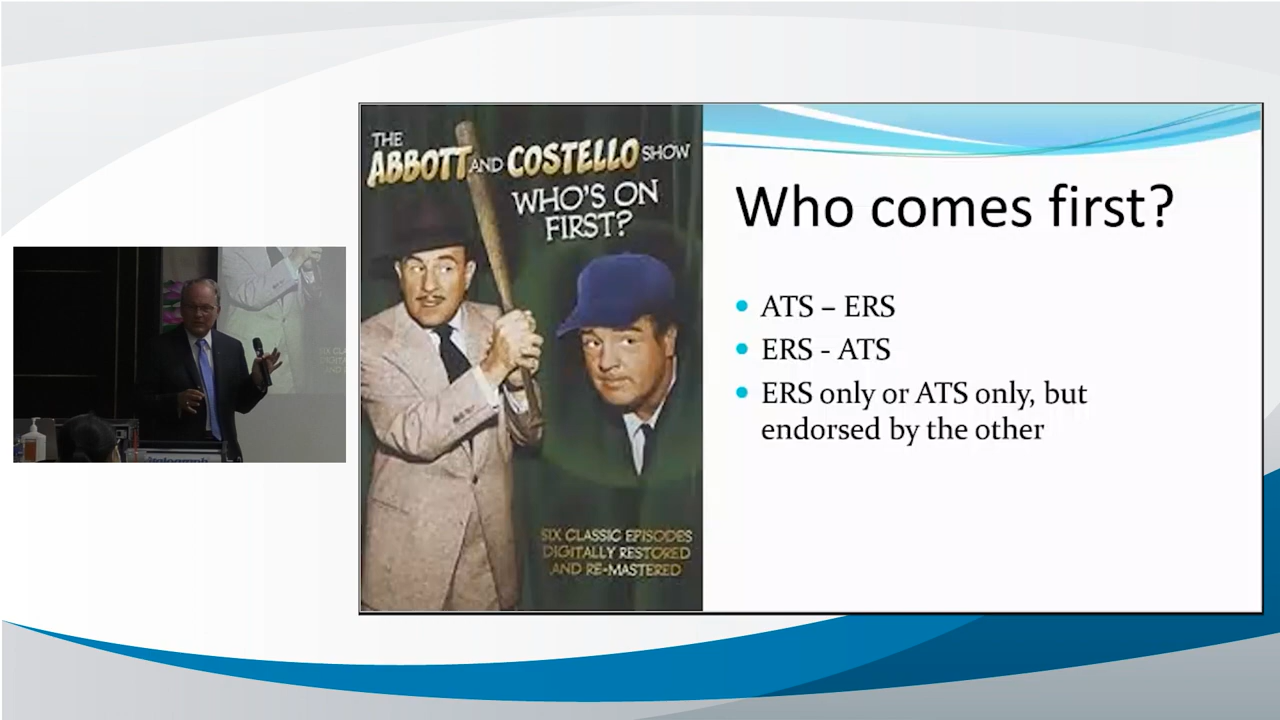 THE
ABBOTT AND COSTELLO SHOW
WHO'S ON
FIRST?
SIX CLASSIC EPISODES
DIGITALLY RESTORED
AND RE-MASTERED
Who comes first?
• ATS – ERS
• ERS - ATS
• ERS only or ATS only, but
endorsed by the other